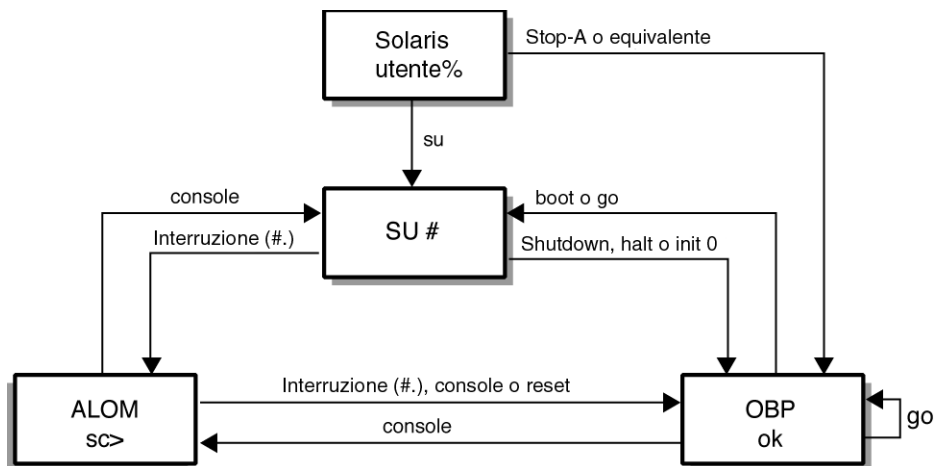 Solaris
utente%
Stop-A o equivalente
su
console
boot o go
SU #
Interruzione (#.)
Shutdown, halt o init 0
ALOM
sc>
Interruzione (#.), console o reset
console
OBP
ok
go